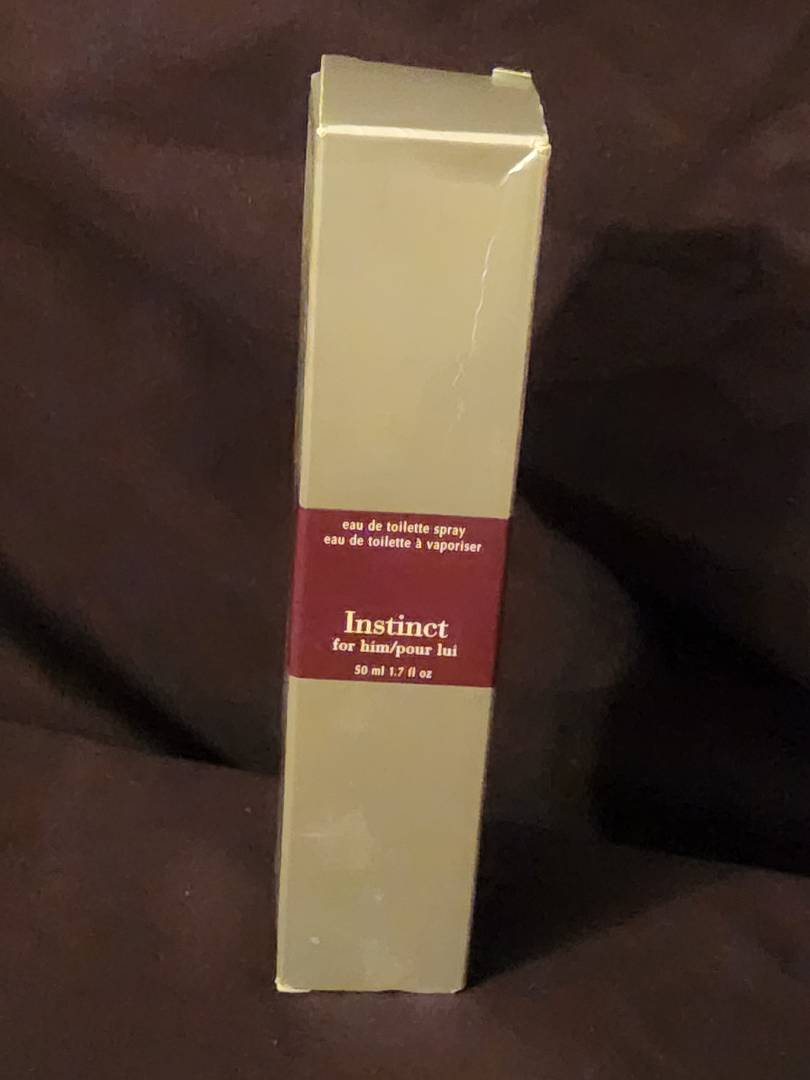 eau de toilette spray
eau de toilette à vaporiser
Instinct
for him/pour lui
50 ml 1.7 fl oz